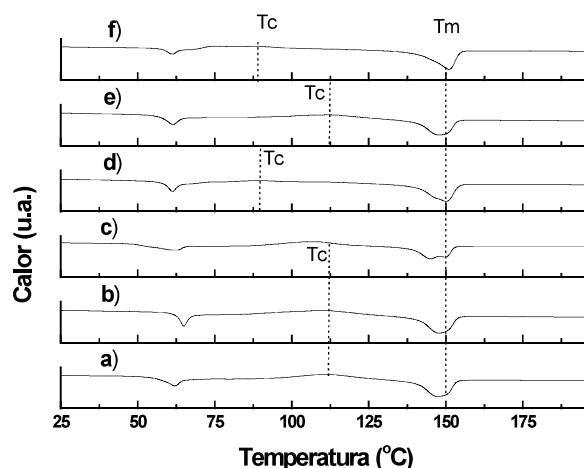 Tc Tm
f)
Tc
e)
Tc
d)
c)
Tc
b)
a)
Calor (u.a.)
25 50 75 100 125 150 175
Temperatura (°C)